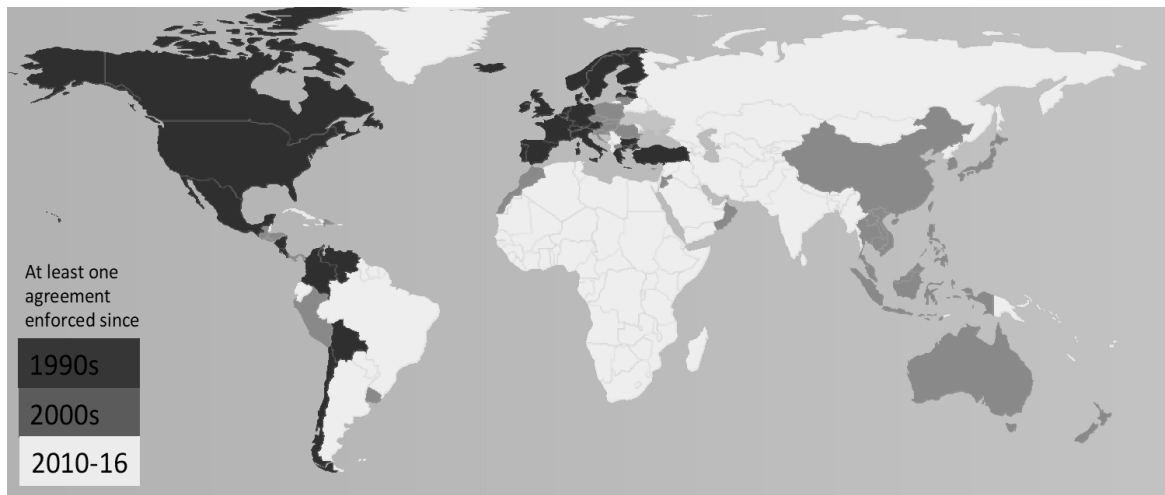 At least one
agreement
enforced since
1990s
2000s
2010-16